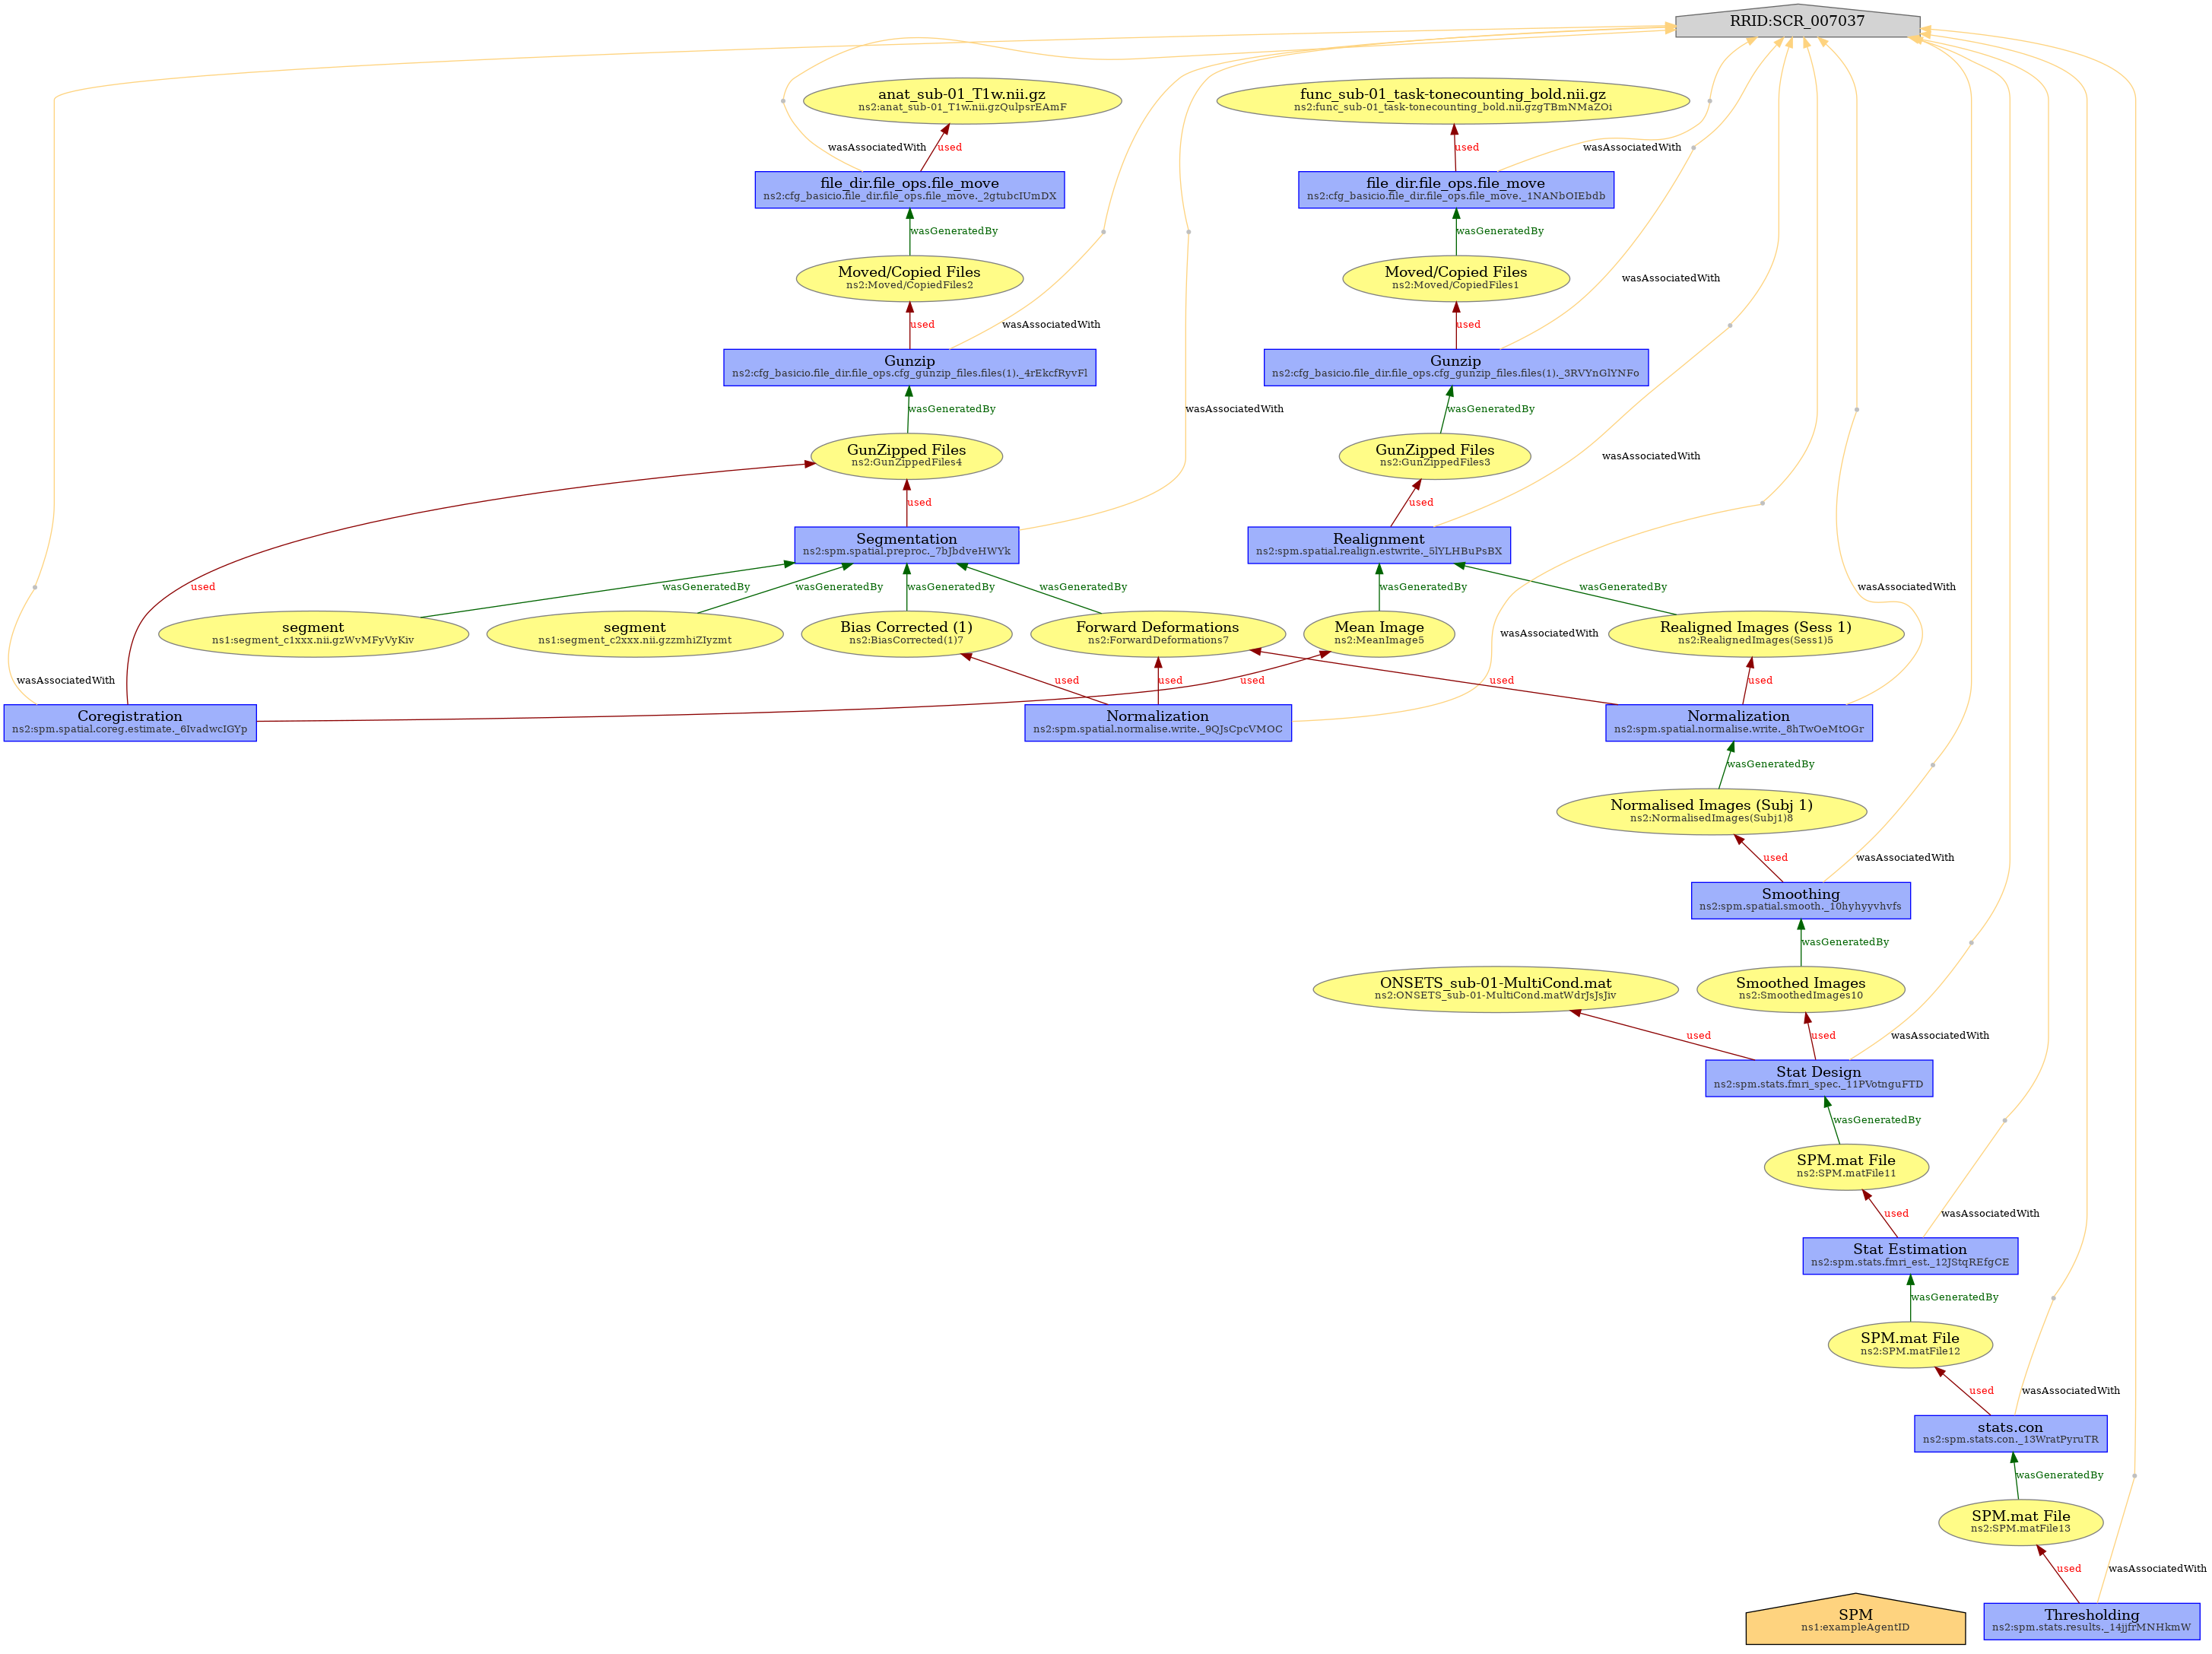 RRID:SCR_007037
anat_sub-01_T1w.nii.gz
ns2:anat_sub-01_T1w.nii.gzQulpsrEAmF
func_sub-01_task-tonecounting_bold.nii.gz
ns2:func_sub-01_task-tonecounting_bold.nii.gzgTBmNMaZOi
wasAssociatedWith
used
used
wasAssociatedWith
file_dir.file_ops.file_move
ns2:cfg_basicio.file_dir.file_ops.file_move._2gtubcIUmDX
file_dir.file_ops.file_move
ns2:cfg_basicio.file_dir.file_ops.file_move._1NANbOIEbdb
wasGeneratedBy
wasGeneratedBy
Moved/Copied Files
ns2:Moved/CopiedFiles2
Moved/Copied Files
ns2:Moved/CopiedFiles1
wasAssociatedWith
used
wasAssociatedWith
used
Gunzip
ns2:cfg_basicio.file_dir.file_ops.cfg_gunzip_files.files(1)._4rEkcfRyvFl
Gunzip
ns2:cfg_basicio.file_dir.file_ops.cfg_gunzip_files.files(1)._3RVYnGlYNFo
wasGeneratedBy
wasAssociatedWith
wasGeneratedBy
GunZipped Files
ns2:GunZippedFiles4
GunZipped Files
ns2:GunZippedFiles3
wasAssociatedWith
used
used
Segmentation
ns2:spm.spatial.preproc._7bJbdveHWYk
Realignment
ns2:spm.spatial.realign.estwrite._5lYLHBuPsBX
used
wasGeneratedBy
wasGeneratedBy
wasGeneratedBy
wasGeneratedBy
wasGeneratedBy
wasGeneratedBy
wasAssociatedWith
segment
ns1:segment_c1xxx.nii.gzWvMFyVyKiv
segment
ns1:segment_c2xxx.nii.gzzmhiZIyzmt
Bias Corrected (1)
ns2:BiasCorrected(1)7
Forward Deformations
ns2:ForwardDeformations7
Mean Image
ns2:MeanImage5
wasAssociatedWith
Realigned Images (Sess 1)
ns2:RealignedImages(Sess1)5
wasAssociatedWith
used
used
used
used
used
Coregistration
ns2:spm.spatial.coreg.estimate._6IvadwcIGYp
Normalization
ns2:spm.spatial.normalise.write._9QJsCpcVMOC
Normalization
ns2:spm.spatial.normalise.write._8hTwOeMtOGr
wasGeneratedBy
Normalised Images (Subj 1)
ns2:NormalisedImages(Subj1)8
used
wasAssociatedWith
Smoothing
ns2:spm.spatial.smooth._10hyhyyvhvfs
wasGeneratedBy
ONSETS_sub-01-MultiCond.mat
ns2:ONSETS_sub-01-MultiCond.matWdrJsJsJiv
Smoothed Images
ns2:SmoothedImages10
used
used
wasAssociatedWith
Stat Design
ns2:spm.stats.fmri_spec._11PVotnguFTD
wasGeneratedBy
SPM.mat File
ns2:SPM.matFile11
used
wasAssociatedWith
Stat Estimation
ns2:spm.stats.fmri_est._12JStqREfgCE
wasGeneratedBy
SPM.mat File
ns2:SPM.matFile12
used
wasAssociatedWith
stats.con
ns2:spm.stats.con._13WratPyruTR
wasGeneratedBy
SPM.mat File
ns2:SPM.matFile13
used
wasAssociatedWith
SPM
ns1:exampleAgentID
Thresholding
ns2:spm.stats.results._14jjfrMNHkmW